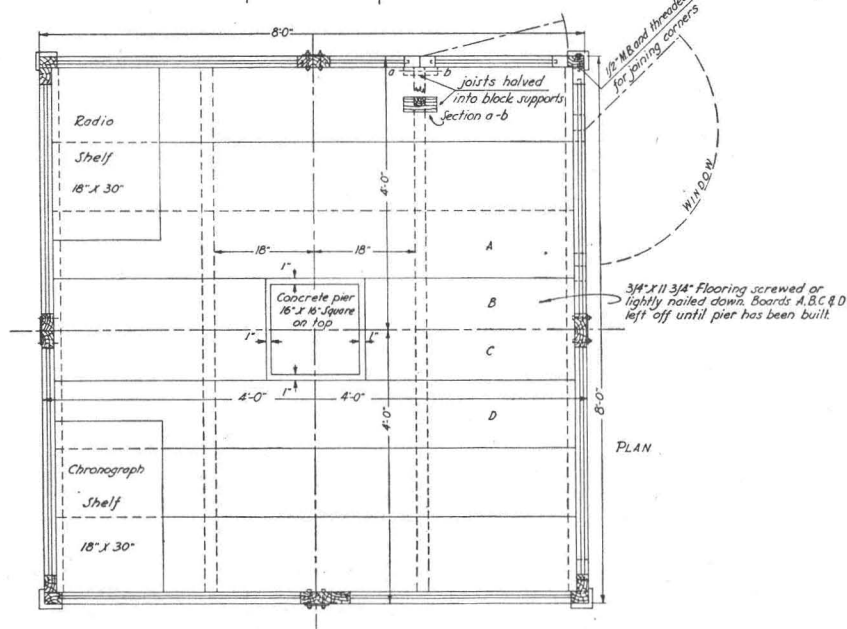 8'-0"
1/2" M.B. and threaded
for joining corners
a b
joists halved
into block supports
Section a-b
Radio
Shelf
18" X 30"
4'-0"
WINDOW
18" 18"
A
1"
Concrete pier
16" X 16" Square
on top
B
3/4" X 11 3/4" Flooring screwed or
lightly nailed down. Boards A, B, C & D
left off until pier has been built.
1" 1"
C
1"
4'-0" 4'-0"
8'-0"
4'-0"
D
PLAN
Chronograph
Shelf
18" X 30"